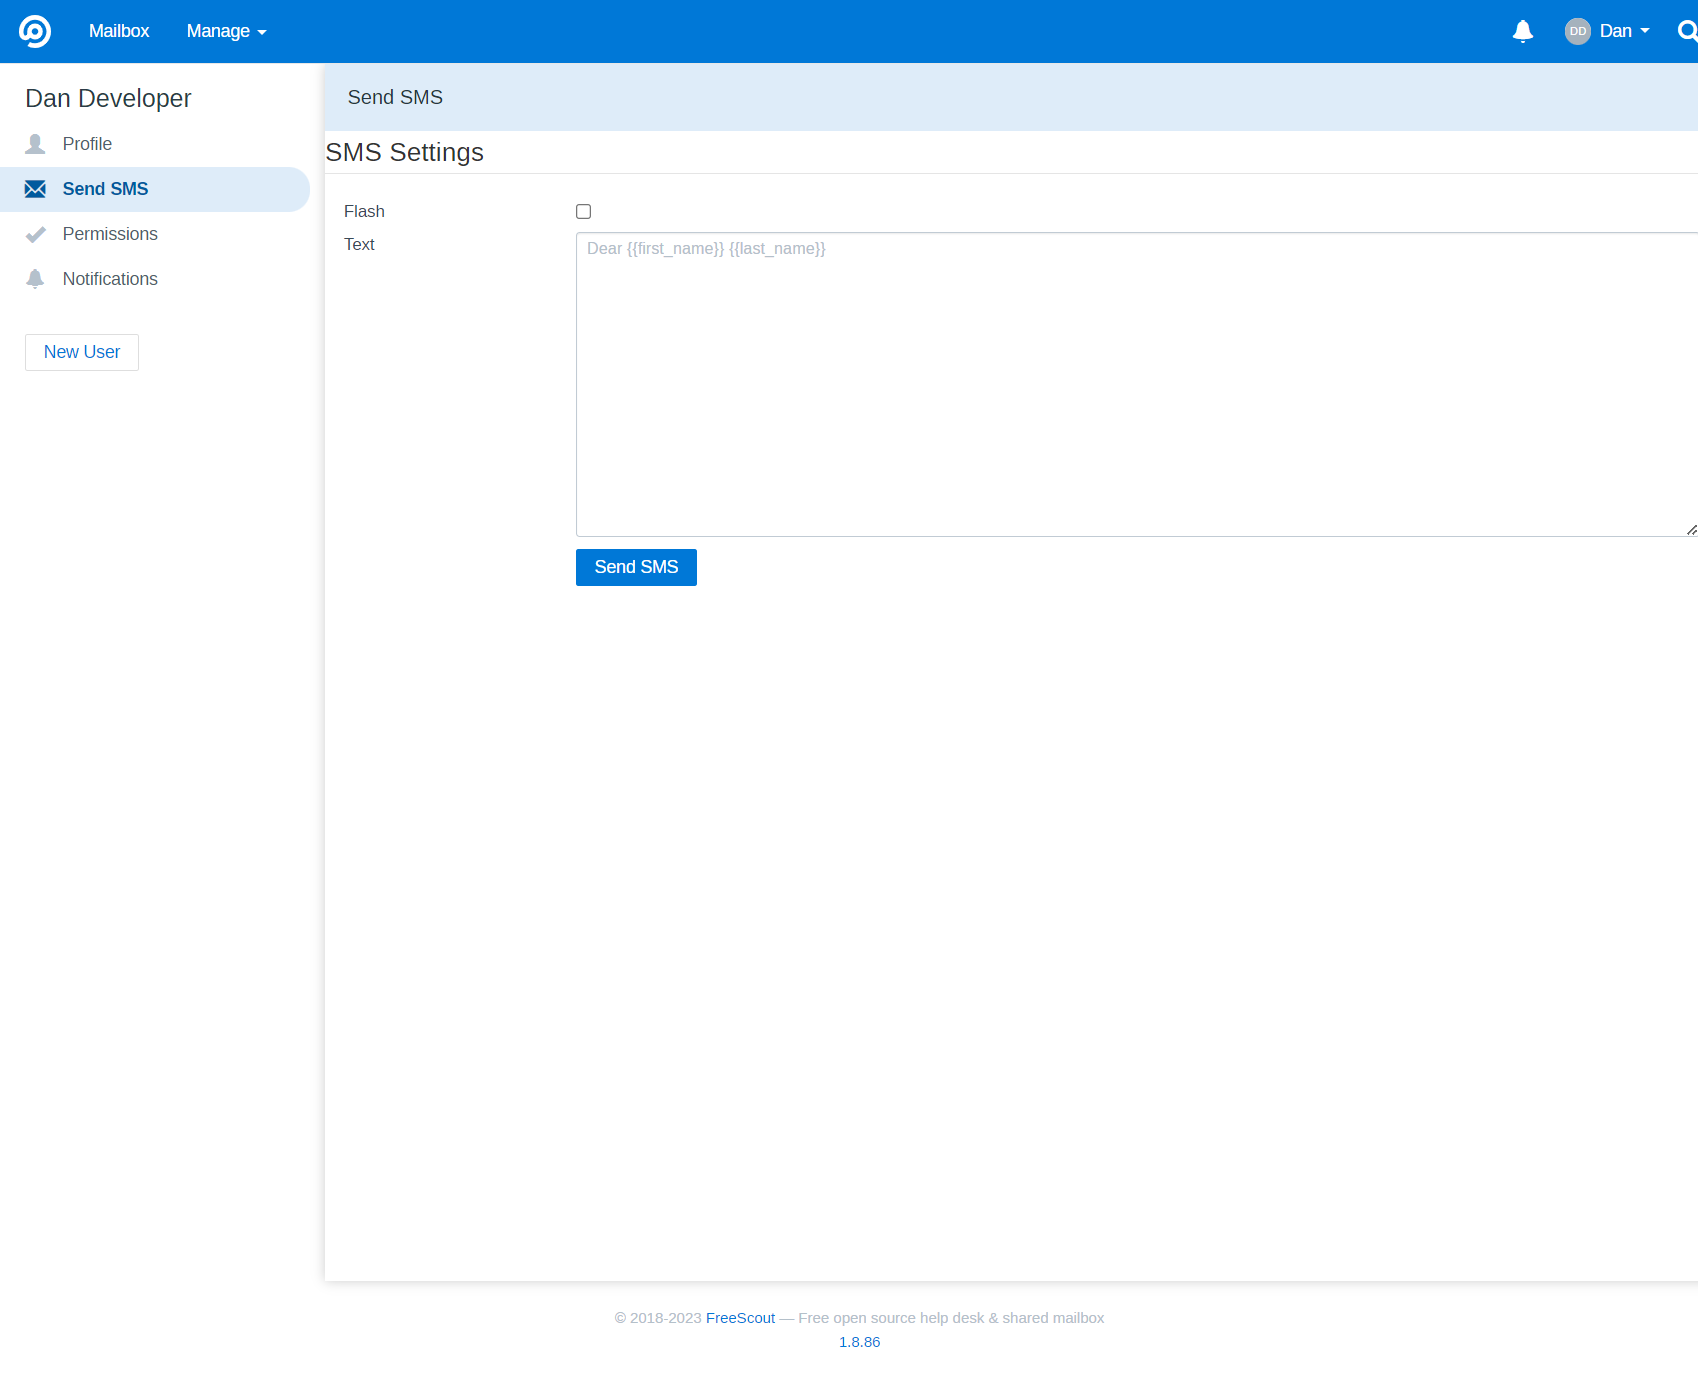 Mailbox Manage DD Dan
Dan Developer
Profile
Send SMS
Permissions
Notifications
New User
Send SMS
SMS Settings
Flash
Text
Dear {{first_name}} {{last_name}}
Send SMS
© 2018-2023 FreeScout — Free open source help desk & shared mailbox
1.8.86